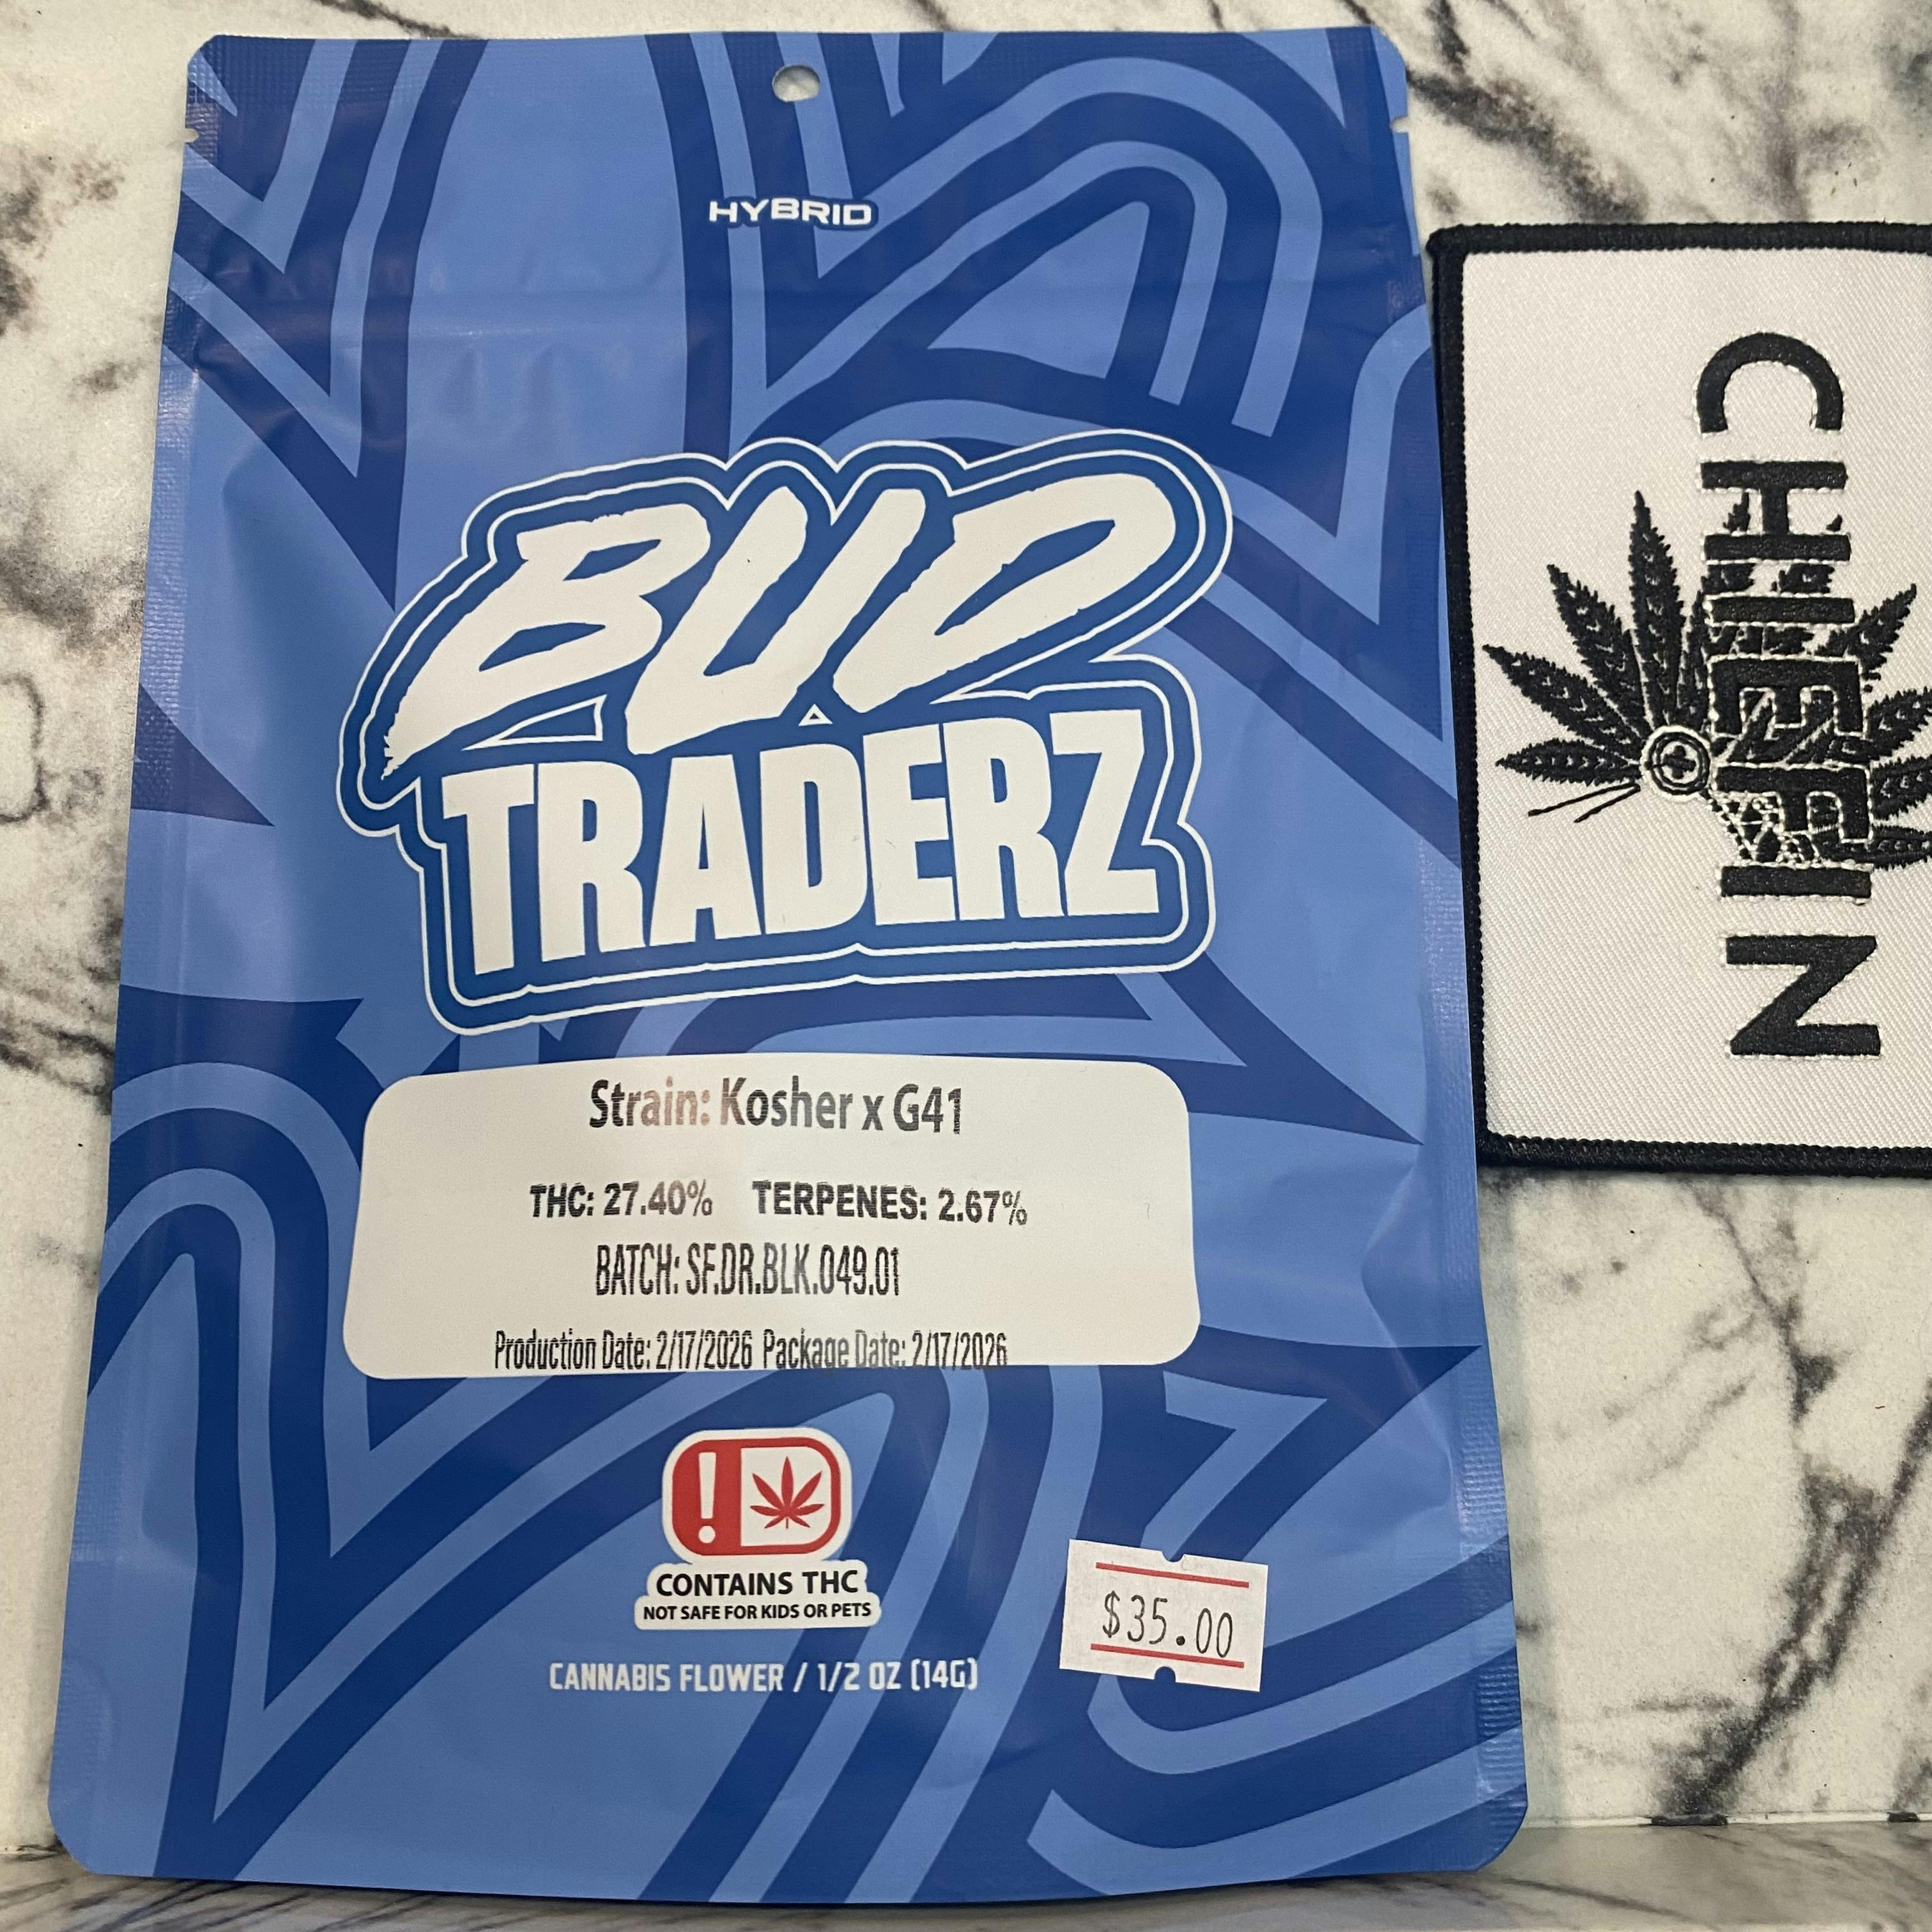 HYBRID
BUD
TRADERZ
Strain: Kosher x G41
THC: 27.40% TERPENES: 2.67%
BATCH: SF.DR.BLK.049.01
Production Date: 2/17/2026 Package Date: 2/17/2026
!
CONTAINS THC
NOT SAFE FOR KIDS OR PETS
CANNABIS FLOWER / 1/2 OZ (14G)
$35.00
CHIEFIN